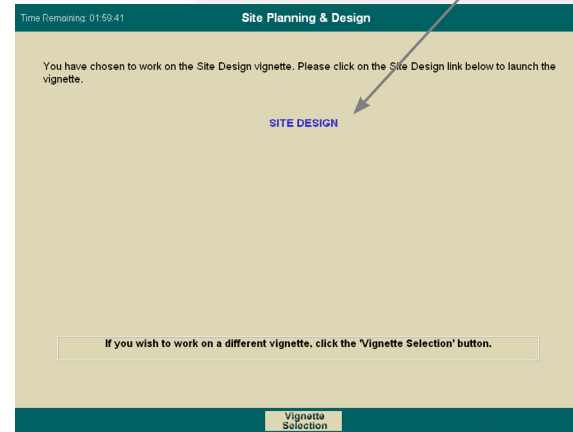 Time Remaining: 01:59:41
Site Planning & Design
You have chosen to work on the Site Design vignette. Please click on the Site Design link below to launch the
vignette.
SITE DESIGN
If you wish to work on a different vignette, click the 'Vignette Selection' button.
Vignette
Selection